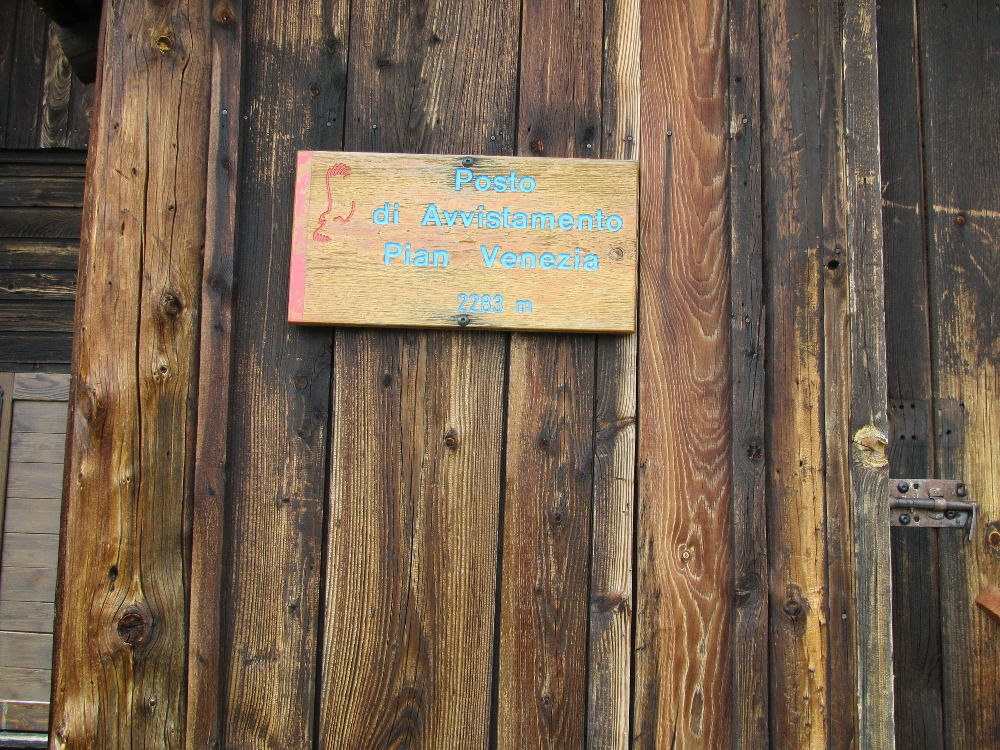 Posto
di Avvistamento
Pian Venezia
2283 m